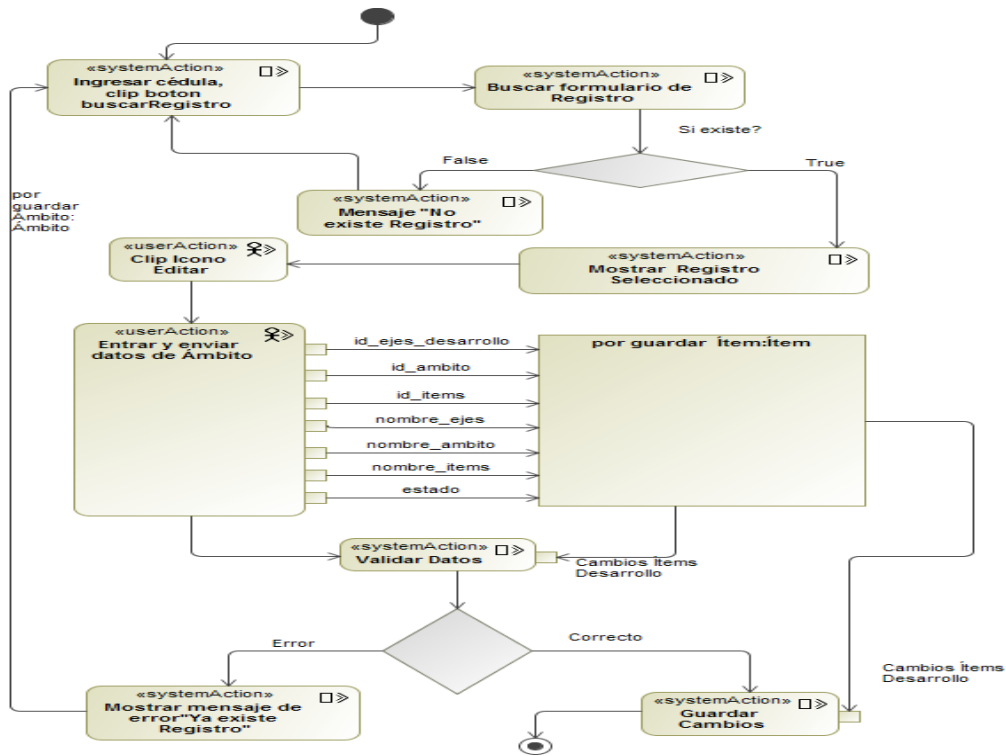 «systemAction»
Ingresar cédula,
clip boton
buscarRegistro
«systemAction»
Buscar formulario de
Registro
Si existe?
False
True
«systemAction»
Mensaje "No
existe Registro"
por
guardar
Ámbito:
Ámbito
«userAction»
Clip Icono
Editar
«systemAction»
Mostrar Registro
Seleccionado
«userAction»
Entrar y enviar
datos de Ámbito
id_ejes_desarrollo
id_ambito
id_items
nombre_ejes
nombre_ambito
nombre_items
estado
por guardar Ítem:Ítem
«systemAction»
Validar Datos
Cambios Ítems
Desarrollo
Error
Correcto
Cambios Ítems
Desarrollo
«systemAction»
Mostrar mensaje de
error"Ya existe
Registro"
«systemAction»
Guardar
Cambios